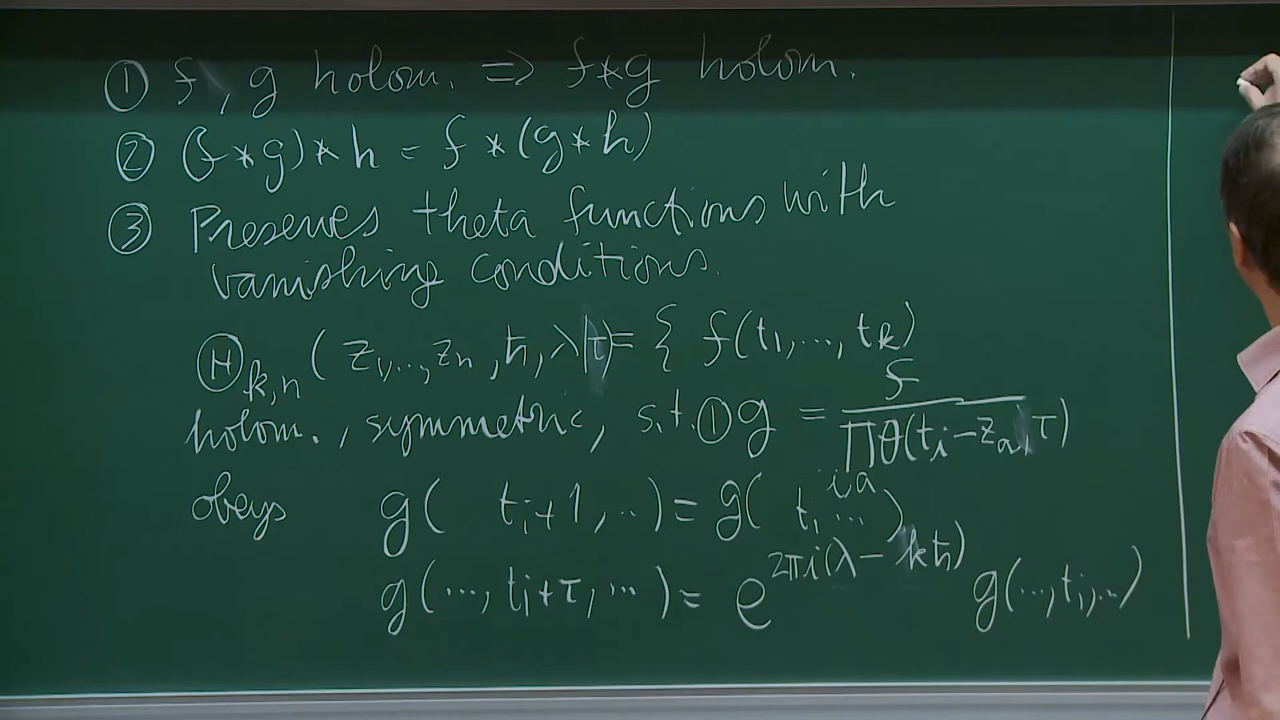 ① f, g holom. ⇒ f*g holom.
② (f*g)*h = f*(g*h)
③ Preserves theta functions with
vanishing conditions.
Ⓗ_{k,n}(z_1,...,z_n, ħ, λ|τ) = { f(t_1,...,t_k)
holom., symmetric, s.t. ① g = \frac{f}{∏_{i,a} θ(t_i - z_a, τ)}
obeys g( t_i+1,..) = g( t_i ...)
g(..., t_i+τ, ...) = e^{2πi(λ - kħ)} g(..., t_i, ...)